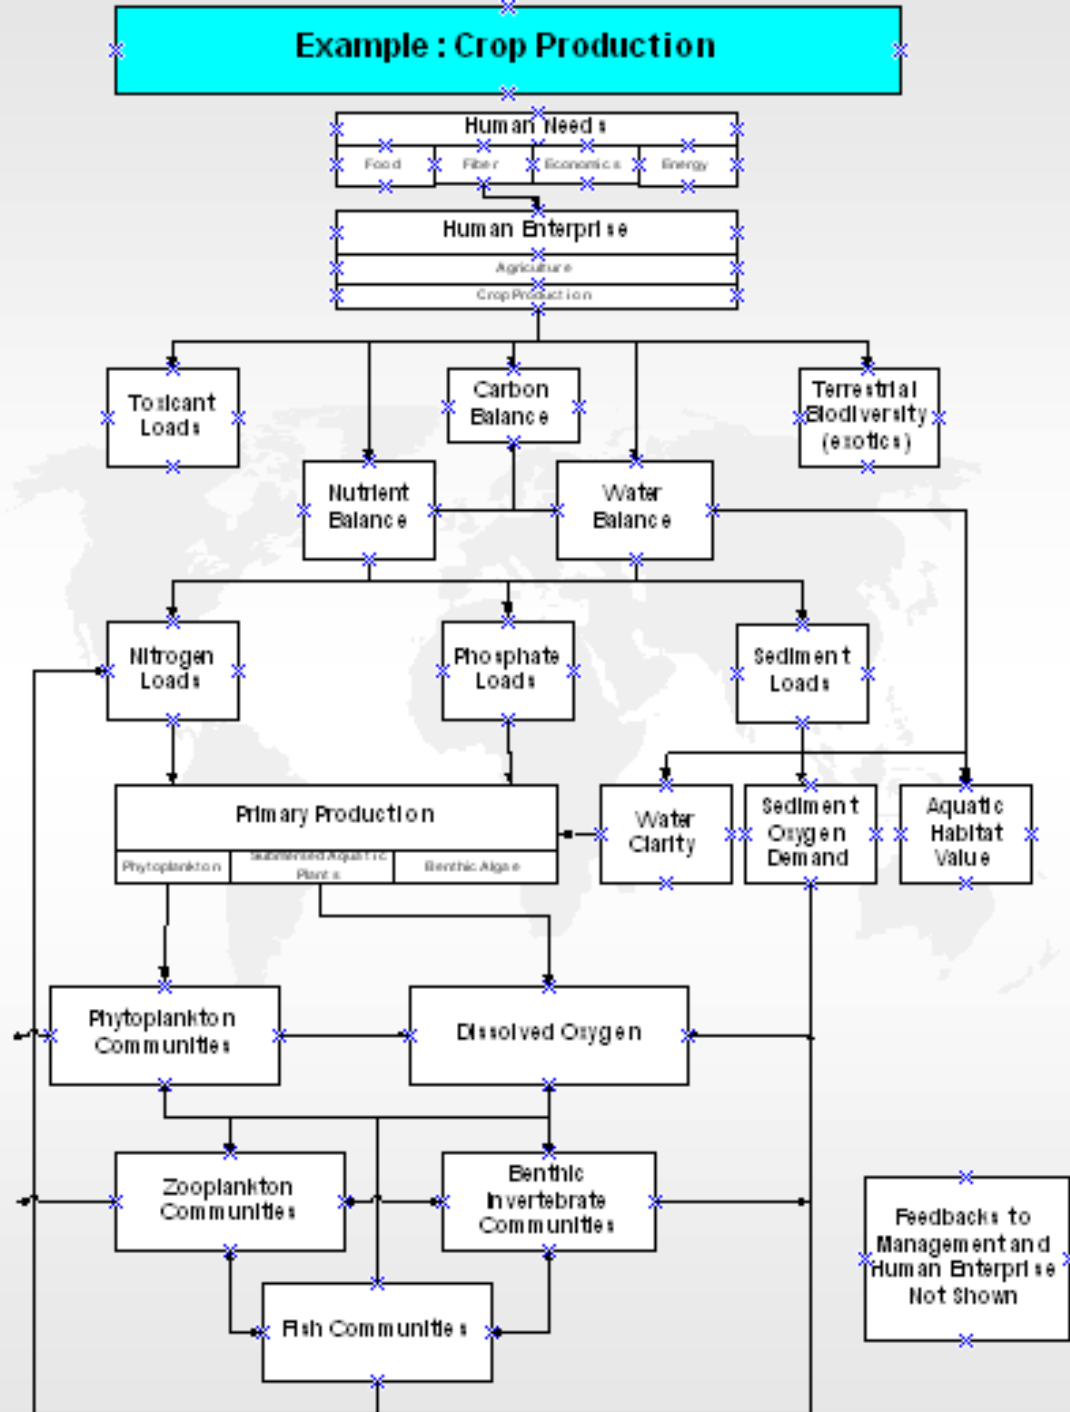 Example : Crop Production
Human Needs
Food Fiber Economics Energy
Human Enterprise
Agriculture
Crop Production
Toxicant
Loads
Carbon
Balance
Terrestrial
Biodiversity
(exotics)
Nutrient
Balance
Water
Balance
Nitrogen
Loads
Phosphate
Loads
Sediment
Loads
Primary Production
Phytoplankton
Submersed Aquatic
Plants
Benthic Algae
Water
Clarity
Sediment
Oxygen
Demand
Aquatic
Habitat
Value
Phytoplankton
Communities
Dissolved Oxygen
Zooplankton
Communities
Benthic
Invertebrate
Communities
Feedbacks to
Management and
Human Enterprise
Not Shown
Fish Communities